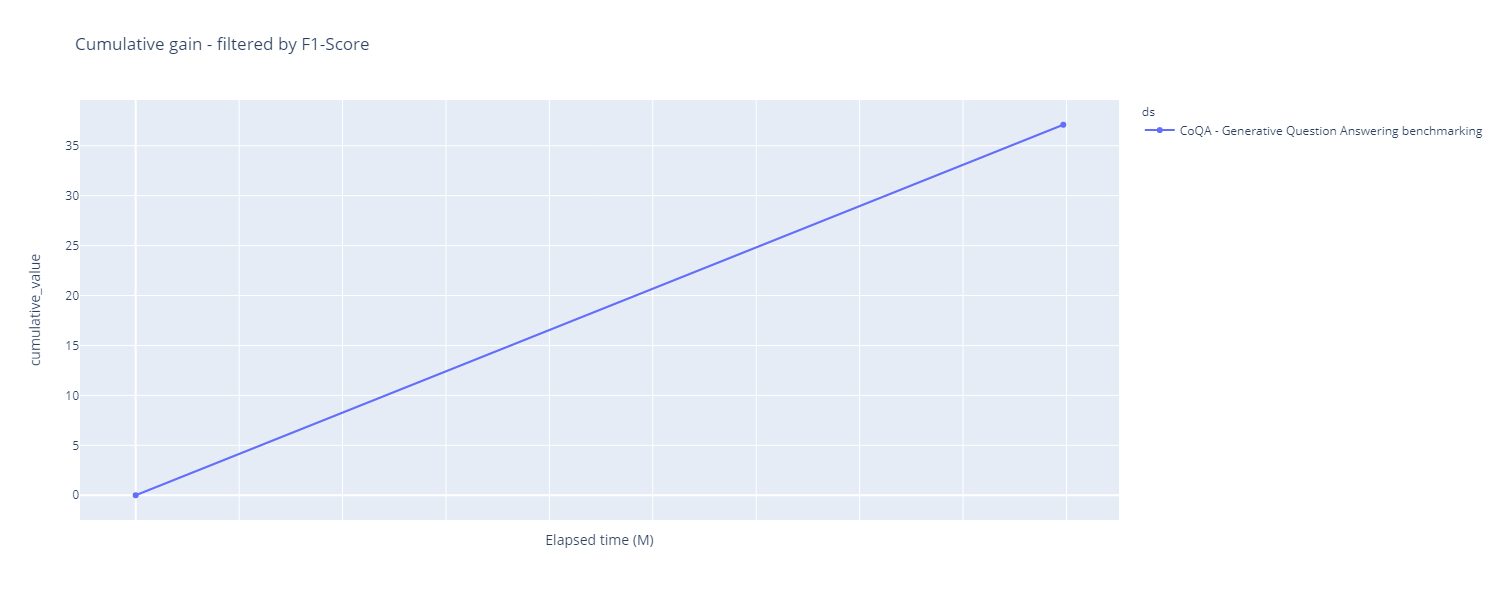 Cumulative gain - filtered by F1-Score
ds
CoQA - Generative Question Answering benchmarking
35
30
25
20
15
10
5
0
cumulative_value
Elapsed time (M)